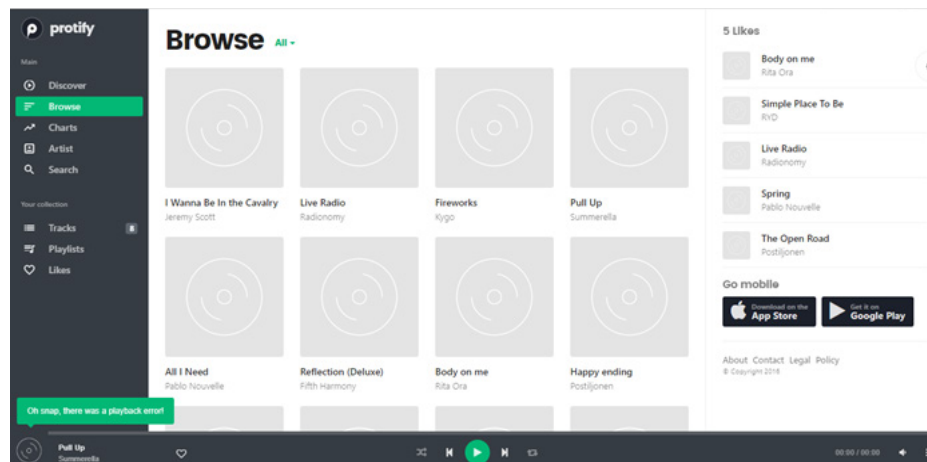 protify
Main
Discover
Browse
Charts
Artist
Search
Your collection
Tracks 8
Playlists
Likes
Browse All
I Wanna Be In the Cavalry
Jeremy Scott
Live Radio
Radionomy
Fireworks
Kygo
Pull Up
Summerella
All I Need
Pablo Nouvelle
Reflection (Deluxe)
Fifth Harmony
Body on me
Rita Ora
Happy ending
Postiljonen
5 Likes
Body on me
Rita Ora
Simple Place To Be
RYD
Live Radio
Radionomy
Spring
Pablo Nouvelle
The Open Road
Postiljonen
Go mobile
Download on the
App Store
Get it on
Google Play
About Contact Legal Policy
© Copyright 2016
Oh snap, there was a playback error!
Pull Up
Summerella
00:00 / 00:00